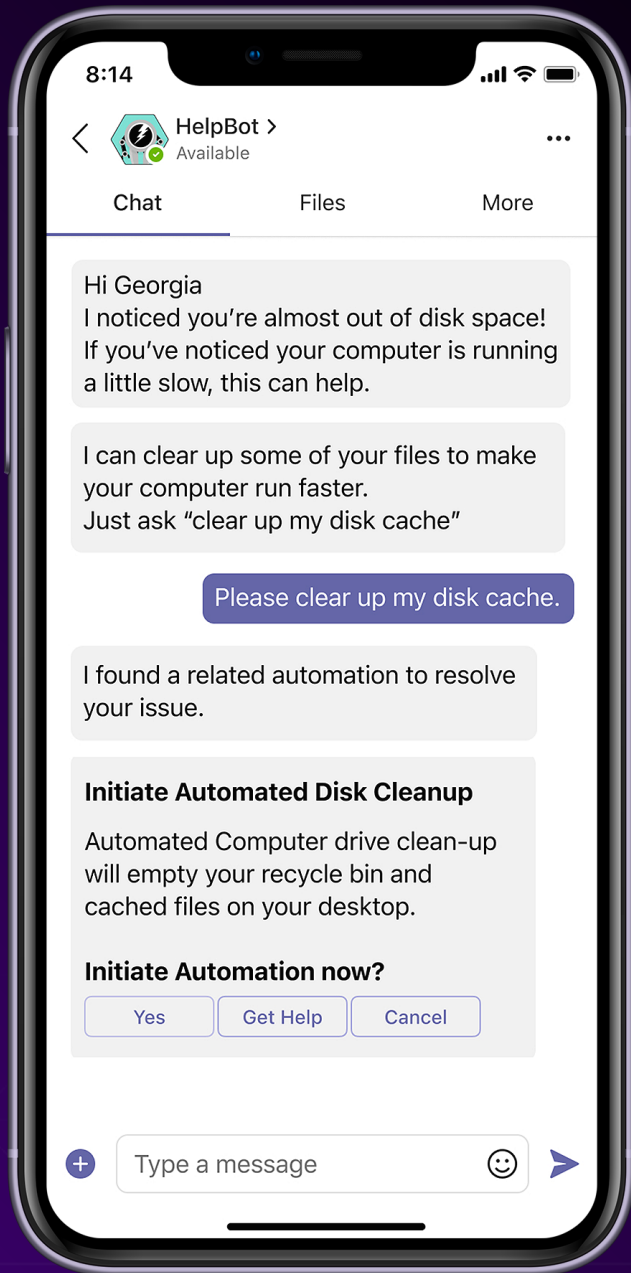 8:14
HelpBot >
Available
Chat
Files
More
Hi Georgia
I noticed you’re almost out of disk space!
If you’ve noticed your computer is running
a little slow, this can help.
I can clear up some of your files to make
your computer run faster.
Just ask “clear up my disk cache”
Please clear up my disk cache.
I found a related automation to resolve
your issue.
Initiate Automated Disk Cleanup
Automated Computer drive clean-up
will empty your recycle bin and
cached files on your desktop.
Initiate Automation now?
Yes
Get Help
Cancel
Type a message